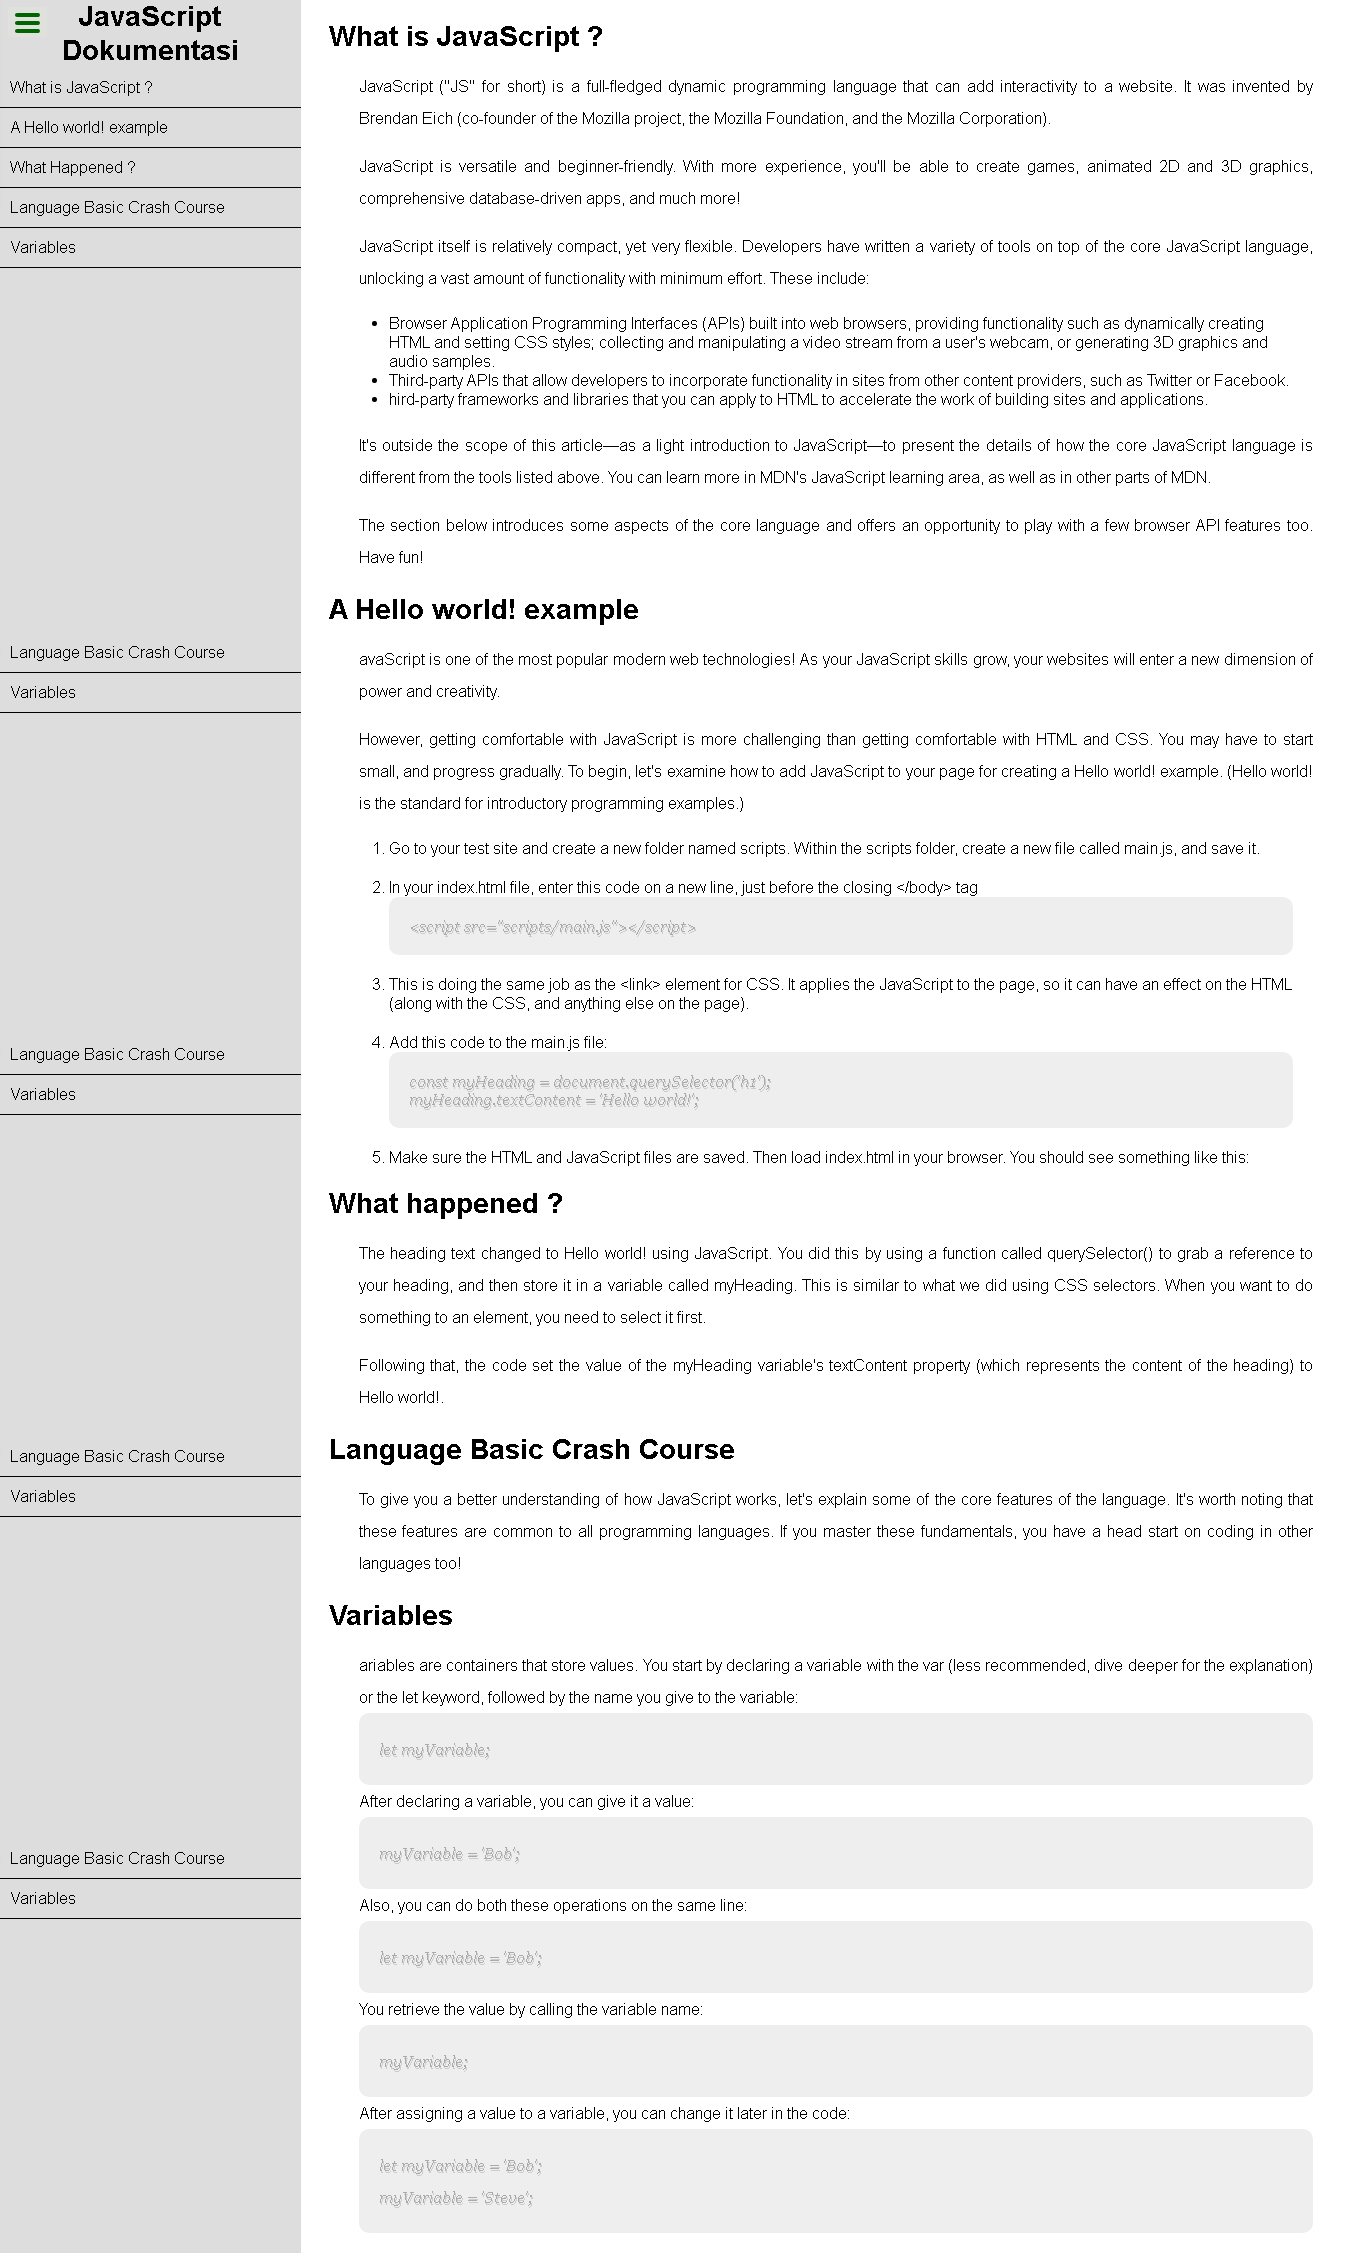 JavaScript
Dokumentasi
What is JavaScript ?
A Hello world! example
What Happened ?
Language Basic Crash Course
Variables
Language Basic Crash Course
Variables
Language Basic Crash Course
Variables
Language Basic Crash Course
Variables
Language Basic Crash Course
Variables
What is JavaScript ?
JavaScript ("JS" for short) is a full-fledged dynamic programming language that can add interactivity to a website. It was invented by
Brendan Eich (co-founder of the Mozilla project, the Mozilla Foundation, and the Mozilla Corporation).
JavaScript is versatile and beginner-friendly. With more experience, you'll be able to create games, animated 2D and 3D graphics,
comprehensive database-driven apps, and much more!
JavaScript itself is relatively compact, yet very flexible. Developers have written a variety of tools on top of the core JavaScript language,
unlocking a vast amount of functionality with minimum effort. These include:
• Browser Application Programming Interfaces (APIs) built into web browsers, providing functionality such as dynamically creating
HTML and setting CSS styles; collecting and manipulating a video stream from a user's webcam, or generating 3D graphics and
audio samples.
• Third-party APIs that allow developers to incorporate functionality in sites from other content providers, such as Twitter or Facebook.
• hird-party frameworks and libraries that you can apply to HTML to accelerate the work of building sites and applications.
It's outside the scope of this article—as a light introduction to JavaScript—to present the details of how the core JavaScript language is
different from the tools listed above. You can learn more in MDN's JavaScript learning area, as well as in other parts of MDN.
The section below introduces some aspects of the core language and offers an opportunity to play with a few browser API features too.
Have fun!
A Hello world! example
avaScript is one of the most popular modern web technologies! As your JavaScript skills grow, your websites will enter a new dimension of
power and creativity.
However, getting comfortable with JavaScript is more challenging than getting comfortable with HTML and CSS. You may have to start
small, and progress gradually. To begin, let's examine how to add JavaScript to your page for creating a Hello world! example. (Hello world!
is the standard for introductory programming examples.)
1. Go to your test site and create a new folder named scripts. Within the scripts folder, create a new file called main.js, and save it.
2. In your index.html file, enter this code on a new line, just before the closing </body> tag
<script src="scripts/main.js"></script>
3. This is doing the same job as the <link> element for CSS. It applies the JavaScript to the page, so it can have an effect on the HTML
(along with the CSS, and anything else on the page).
4. Add this code to the main.js file:
const myHeading = document.querySelector('h1');
myHeading.textContent = 'Hello world!';
5. Make sure the HTML and JavaScript files are saved. Then load index.html in your browser. You should see something like this:
What happened ?
The heading text changed to Hello world! using JavaScript. You did this by using a function called querySelector() to grab a reference to
your heading, and then store it in a variable called myHeading. This is similar to what we did using CSS selectors. When you want to do
something to an element, you need to select it first.
Following that, the code set the value of the myHeading variable's textContent property (which represents the content of the heading) to
Hello world!.
Language Basic Crash Course
To give you a better understanding of how JavaScript works, let's explain some of the core features of the language. It's worth noting that
these features are common to all programming languages. If you master these fundamentals, you have a head start on coding in other
languages too!
Variables
ariables are containers that store values. You start by declaring a variable with the var (less recommended, dive deeper for the explanation)
or the let keyword, followed by the name you give to the variable:
let myVariable;
After declaring a variable, you can give it a value:
myVariable = 'Bob';
Also, you can do both these operations on the same line:
let myVariable = 'Bob';
You retrieve the value by calling the variable name:
myVariable;
After assigning a value to a variable, you can change it later in the code:
let myVariable = 'Bob';
myVariable = 'Steve';